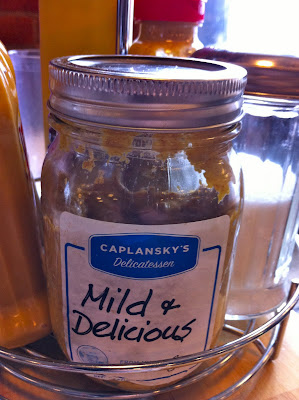 CAPLANSKY'S
Delicatessen
Mild &
Delicious